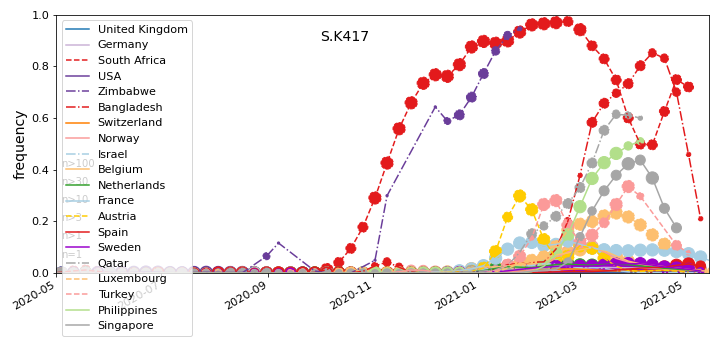 S.K417
frequency
1.0
0.8
0.6
0.4
0.2
0.0
United Kingdom
Germany
South Africa
USA
Zimbabwe
Bangladesh
Switzerland
Norway
Israel
Belgium
Netherlands
France
Austria
Spain
Sweden
Qatar
Luxembourg
Turkey
Philippines
Singapore
n>100
n>30
n>10
n>3
n>1
n=1
2020-05
2020-07
2020-09
2020-11
2021-01
2021-03
2021-05